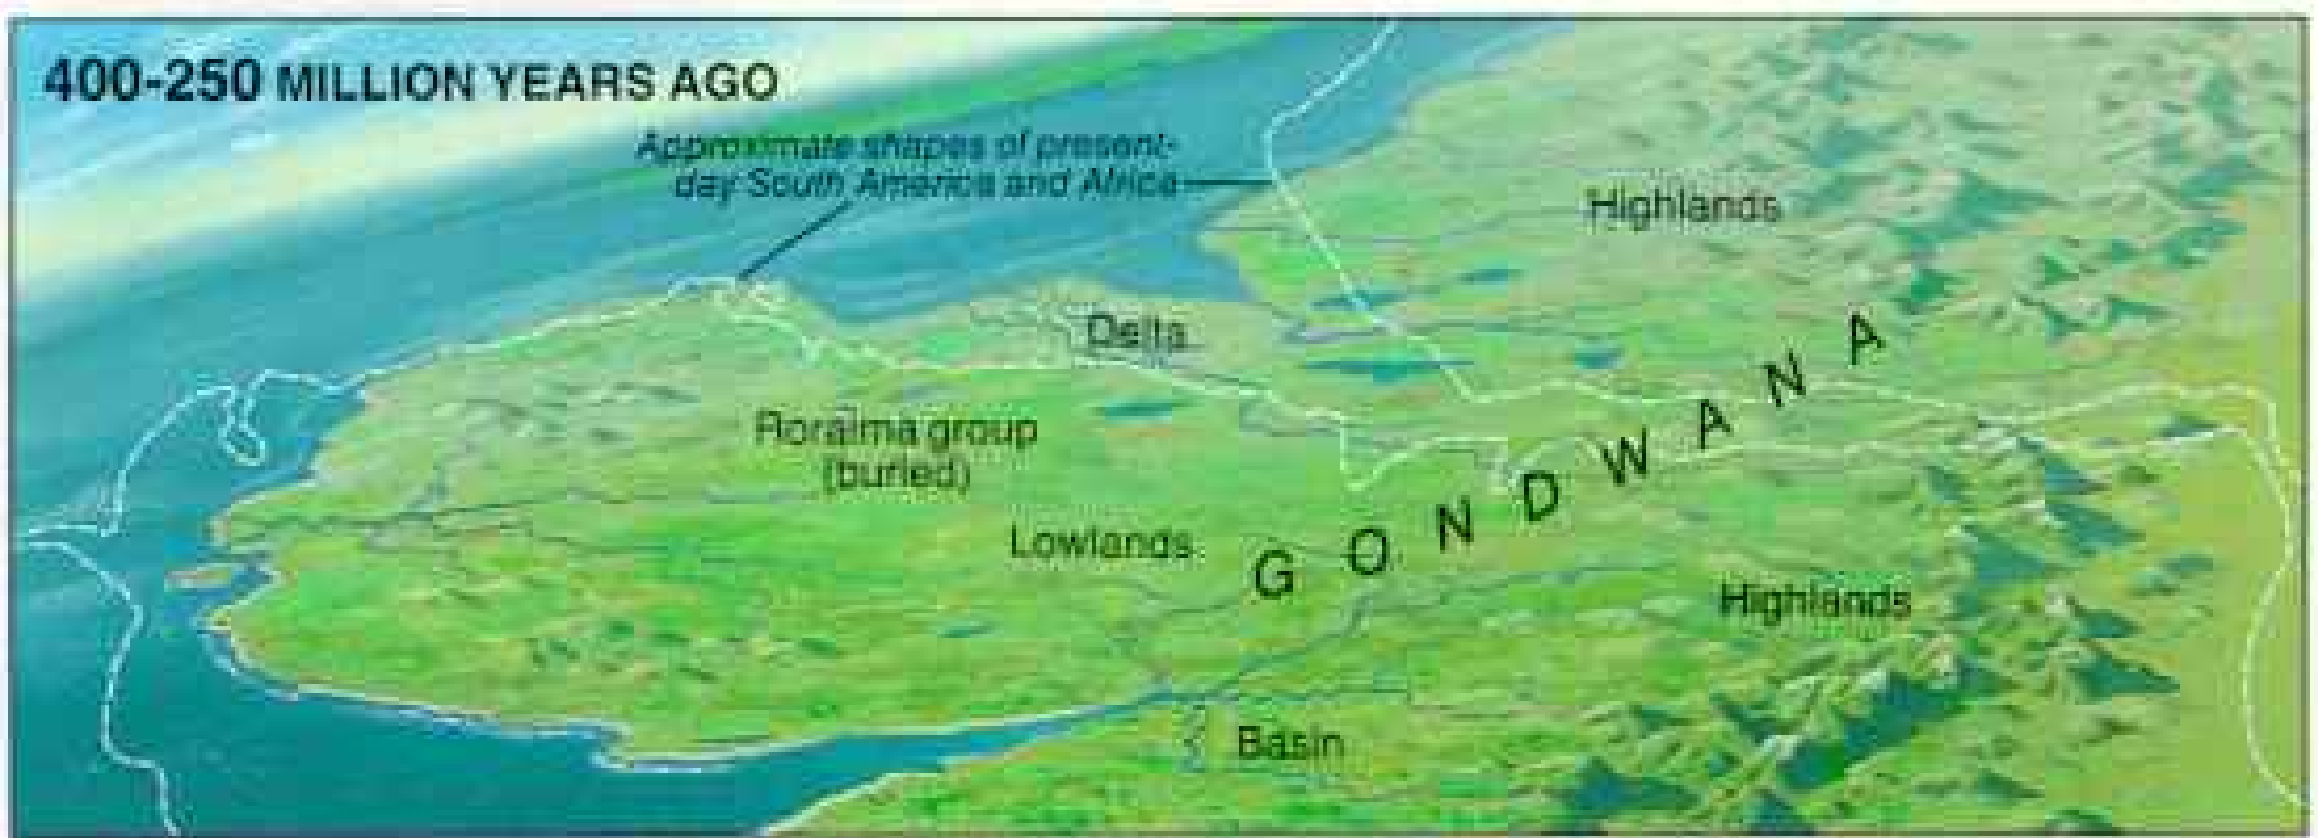 400-250 MILLION YEARS AGO
Approximate shapes of present-
day South America and Africa
Highlands
Delta
Roraima group
(buried)
Lowlands
GONDWANA
Highlands
Basin